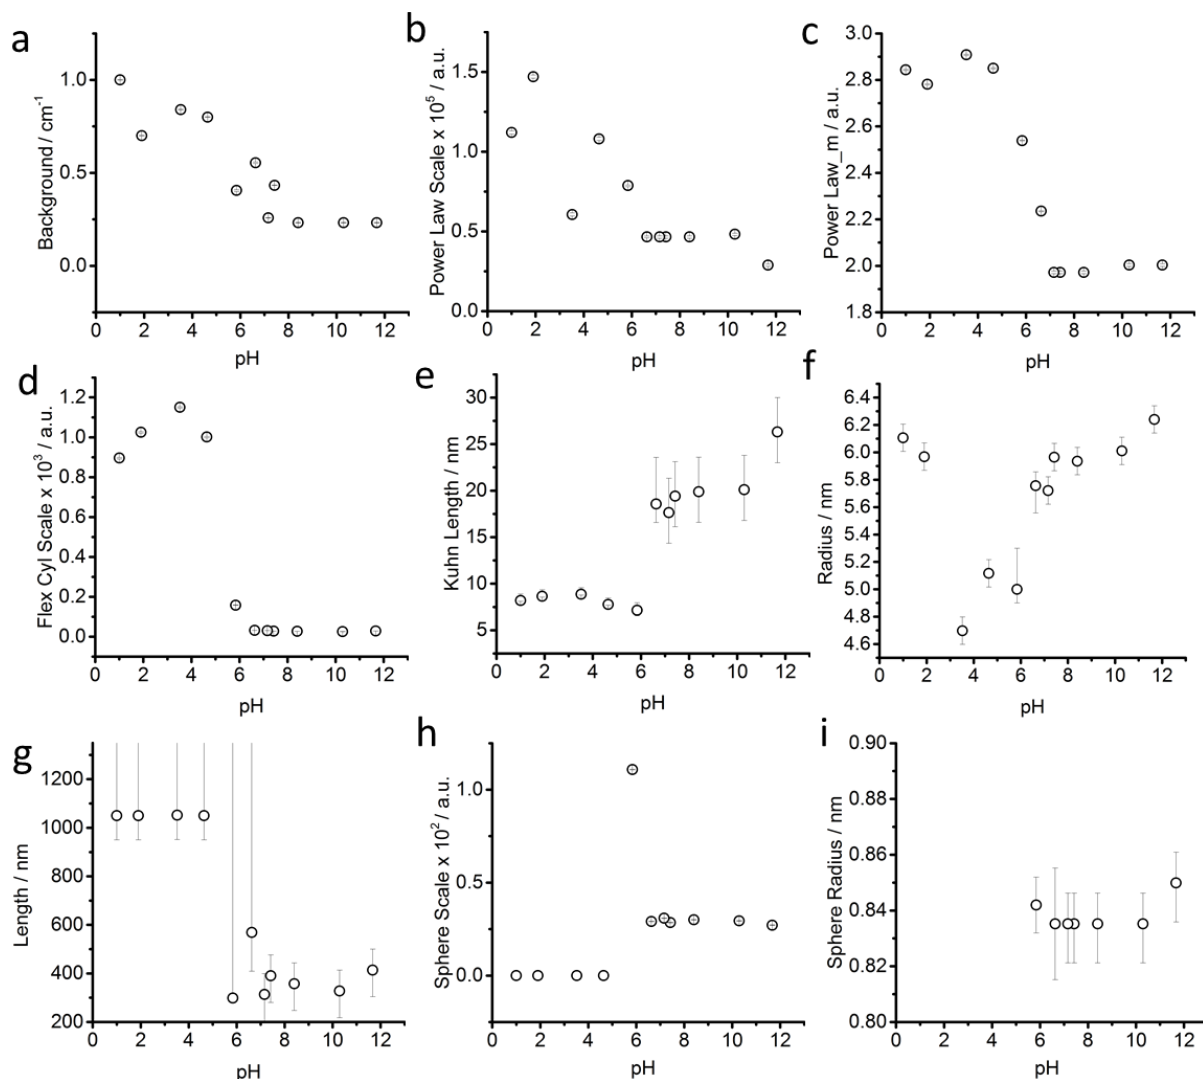 a
Background / cm⁻¹
1.0
0.5
0.0
0 2 4 6 8 10 12
pH
b
Power Law Scale x 10⁵ / a.u.
1.5
1.0
0.5
0.0
0 2 4 6 8 10 12
pH
c
Power Law_m / a.u.
3.0
2.8
2.6
2.4
2.2
2.0
1.8
0 2 4 6 8 10 12
pH
d
Flex Cyl Scale x 10³ / a.u.
1.2
1.0
0.8
0.6
0.4
0.2
0.0
0 2 4 6 8 10 12
pH
e
Kuhn Length / nm
30
25
20
15
10
5
0 2 4 6 8 10 12
pH
f
Radius / nm
6.4
6.2
6.0
5.8
5.6
5.4
5.2
5.0
4.8
4.6
0 2 4 6 8 10 12
pH
g
Length / nm
1200
1000
800
600
400
200
0 2 4 6 8 10 12
pH
h
Sphere Scale x 10² / a.u.
1.0
0.5
0.0
0 2 4 6 8 10 12
pH
i
Sphere Radius / nm
0.90
0.88
0.86
0.84
0.82
0.80
0 2 4 6 8 10 12
pH